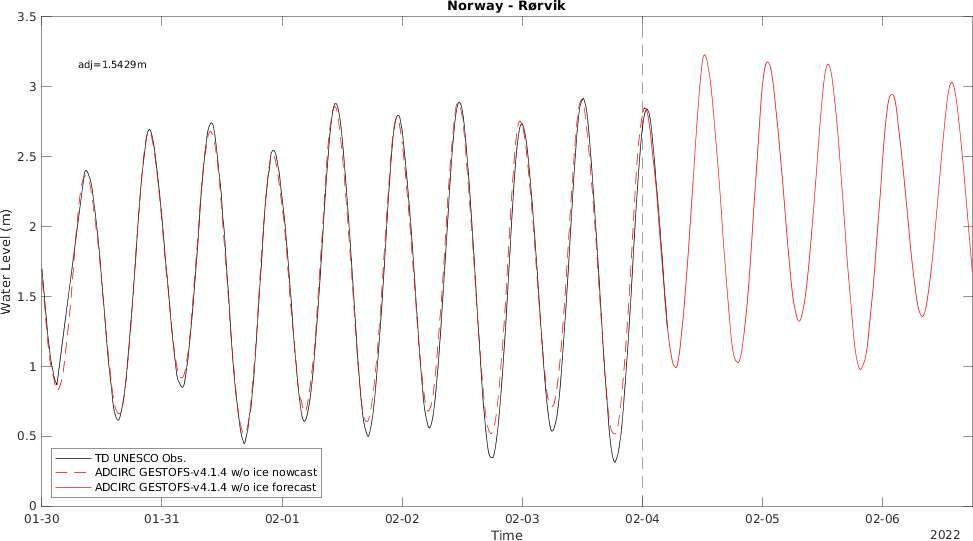 Norway - Rørvik
3.5
adj=1.5429m
3
2.5
2
Water Level (m)
1.5
1
0.5
TD UNESCO Obs.
ADCIRC GESTOFS-v4.1.4 w/o ice nowcast
ADCIRC GESTOFS-v4.1.4 w/o ice forecast
0
01-30 01-31 02-01 02-02 02-03 02-04 02-05 02-06
Time
2022